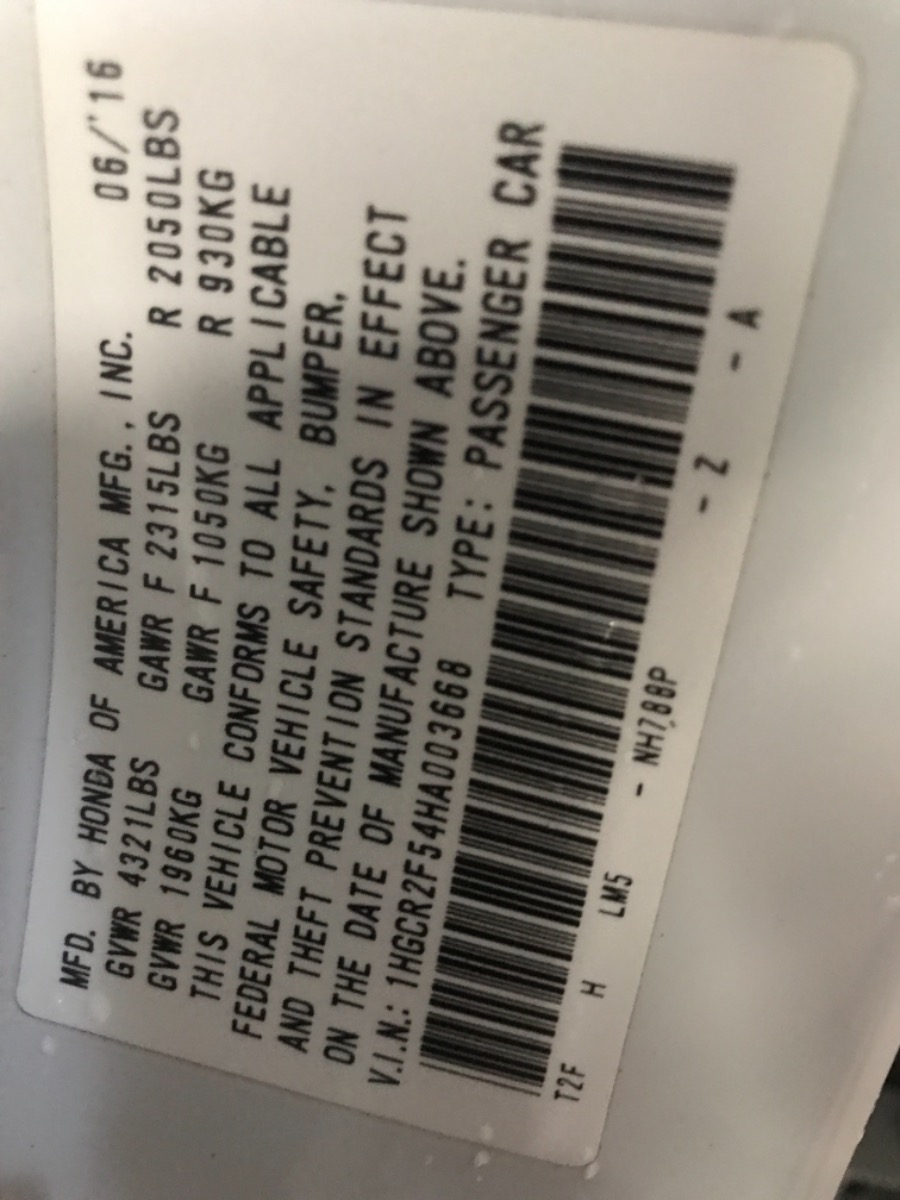 MFD. BY HONDA OF AMERICA MFG., INC. 06/'16
GVWR 4321LBS GAWR F 2315LBS R 2050LBS
GVWR 1960KG GAWR F 1050KG R 930KG
THIS VEHICLE CONFORMS TO ALL APPLICABLE
FEDERAL MOTOR VEHICLE SAFETY, BUMPER,
AND THEFT PREVENTION STANDARDS IN EFFECT
ON THE DATE OF MANUFACTURE SHOWN ABOVE.
V.I.N.: 1HGCR2F54HA003668 TYPE: PASSENGER CAR
T2F H LM5 - NH788P - Z - A